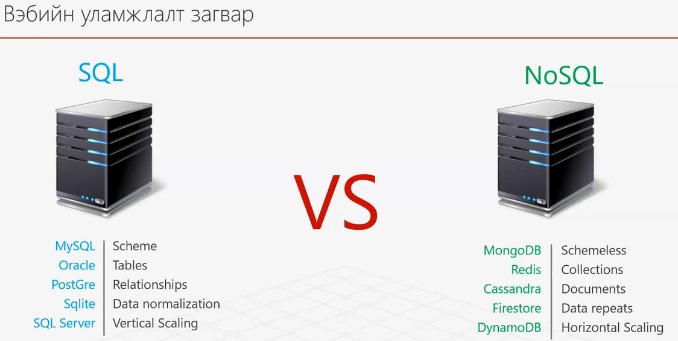 Вэбийн уламжлалт загвар
SQL
NoSQL
VS
MySQL Scheme
Oracle Tables
PostGre Relationships
Sqlite Data normalization
SQL Server Vertical Scaling
MongoDB Schemeless
Redis Collections
Cassandra Documents
Firestore Data repeats
DynamoDB Horizontal Scaling